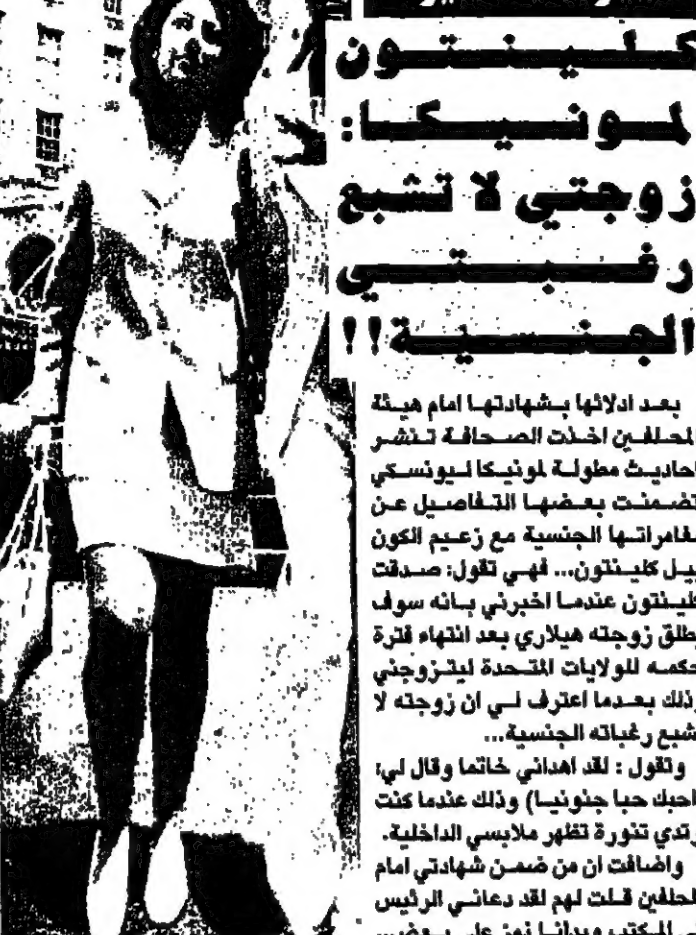 كلينتون
لمونيكا:
زوجتي لا تشبع
رغبتي
الجنسية!!
بعد ادلائها بشهادتها امام هيئة
المحلفين اخذت الصحافة تنشر
احاديث مطولة لمونيكا ليونسكي
تضمنت بعضها التفاصيل عن
مغامراتها الجنسية مع زعيم الكون
بيل كلينتون... فهي تقول: صدقت
كلينتون عندما اخبرني بانه سوف
يطلق زوجته هيلاري بعد انتهاء فترة
حكمه للولايات المتحدة ليتزوجني
وذلك بعدما اعترف لي ان زوجته لا
تشبع رغباته الجنسية...
وتقول : لقد اهداني خاتما وقال لي:
احبك حبا جنونيا) وذلك عندما كنت
ارتدي تنورة تظهر ملابسي الداخلية.
واضافت ان من ضمن شهادتي امام
المحلفين قلت لهم لقد دعاني الرئيس
المكتب وبدانا على بعض...